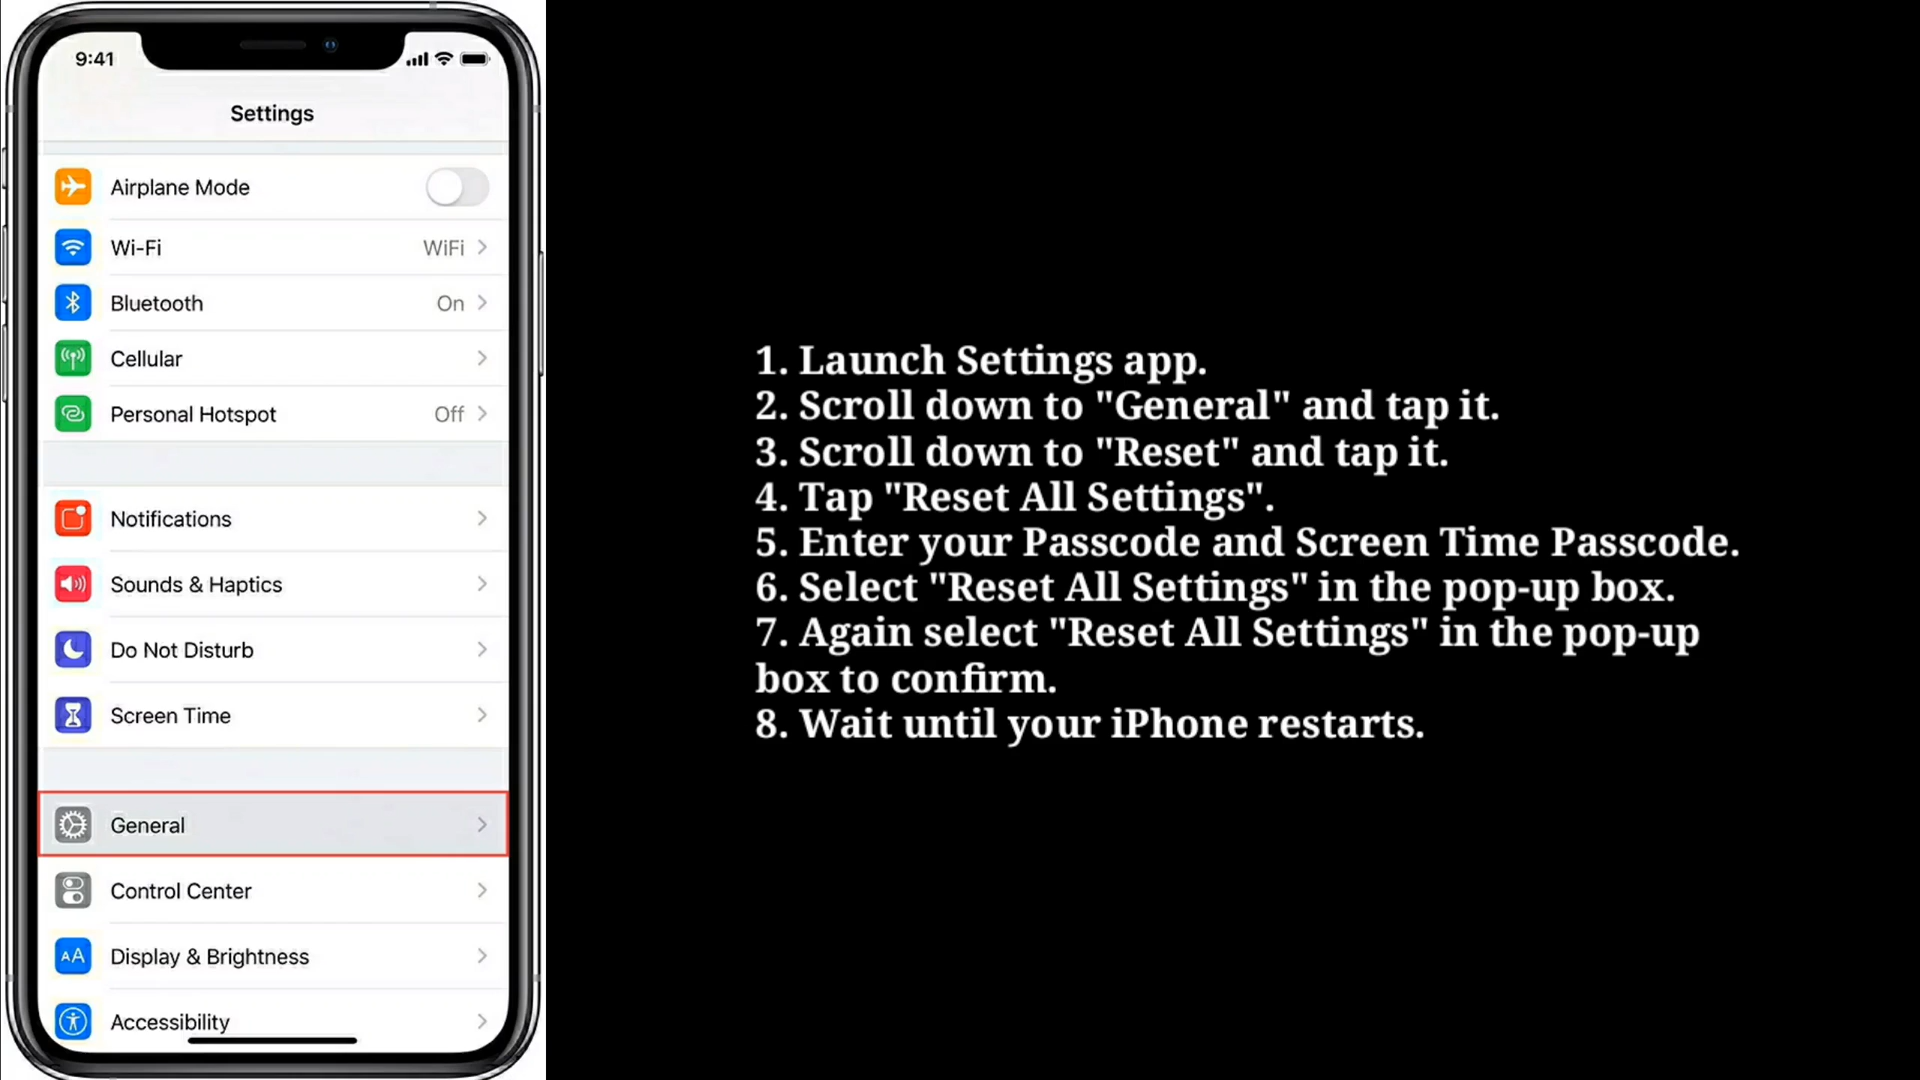 9:41
Settings
Airplane Mode
Wi-Fi WiFi
Bluetooth On
Cellular
Personal Hotspot Off
Notifications
Sounds & Haptics
Do Not Disturb
Screen Time
General
Control Center
AA Display & Brightness
Accessibility
1. Launch Settings app.
2. Scroll down to "General" and tap it.
3. Scroll down to "Reset" and tap it.
4. Tap "Reset All Settings".
5. Enter your Passcode and Screen Time Passcode.
6. Select "Reset All Settings" in the pop-up box.
7. Again select "Reset All Settings" in the pop-up
box to confirm.
8. Wait until your iPhone restarts.